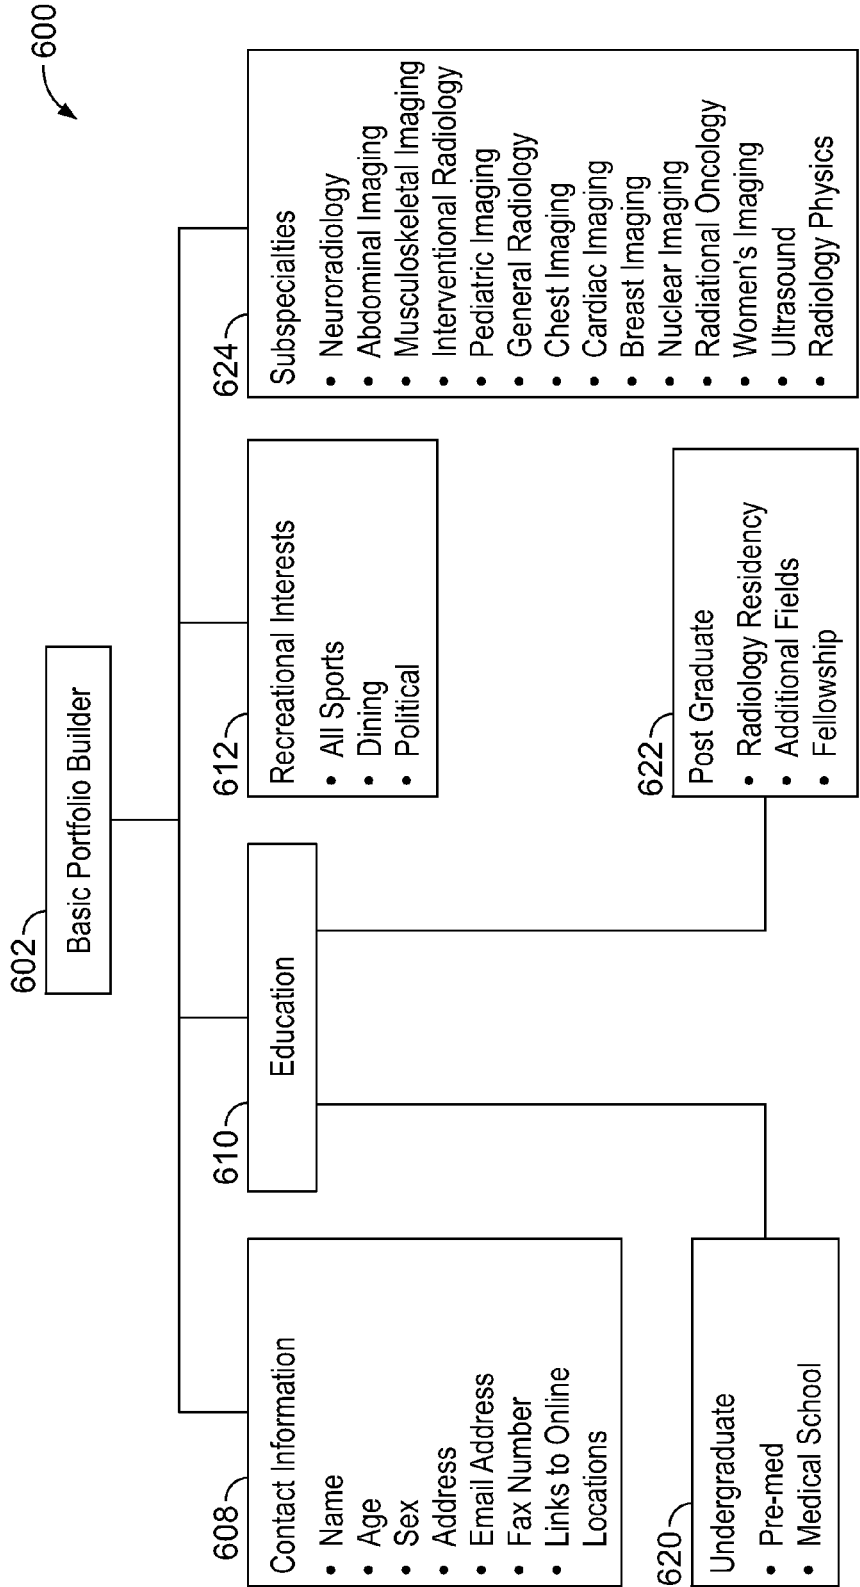 600
602
Basic Portfolio Builder
608
Contact Information
• Name
• Age
• Sex
• Address
• Email Address
• Fax Number
• Links to Online
Locations
610
Education
612
Recreational Interests
• All Sports
• Dining
• Political
624
Subspecialties
• Neuroradiology
• Abdominal Imaging
• Musculoskeletal Imaging
• Interventional Radiology
• Pediatric Imaging
• General Radiology
• Chest Imaging
• Cardiac Imaging
• Breast Imaging
• Nuclear Imaging
• Radiational Oncology
• Women's Imaging
• Ultrasound
• Radiology Physics
620
Undergraduate
• Pre-med
• Medical School
622
Post Graduate
• Radiology Residency
• Additional Fields
• Fellowship